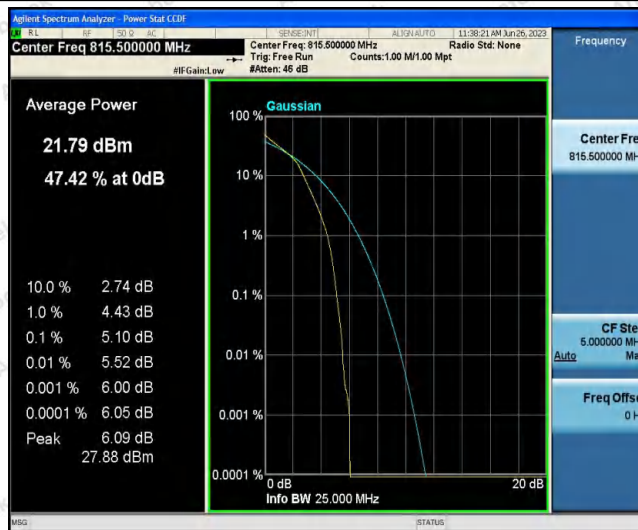 Agilent Spectrum Analyzer - Power Stat CCDF
RL RF 50 Ω AC SENSE:INT ALIGN AUTO 11:38:21 AM Jun 26, 2023
Center Freq 815.500000 MHz
Center Freq: 815.500000 MHz Radio Std: None
Trig: Free Run Counts:1.00 M/1.00 Mpt
#IFGain:Low #Atten: 46 dB
Frequency
Average Power
21.79 dBm
47.42 % at 0dB
10.0 % 2.74 dB
1.0 % 4.43 dB
0.1 % 5.10 dB
0.01 % 5.52 dB
0.001 % 6.00 dB
0.0001 % 6.05 dB
Peak 6.09 dB
27.88 dBm
Gaussian
100 %
10 %
1 %
0.1 %
0.01 %
0.001 %
0.0001 %
0 dB 20 dB
Info BW 25.000 MHz
Center Fre
815.500000 MH
CF Ste
5.000000 MH
Auto Ma
Freq Offs
0 H
MSG STATUS